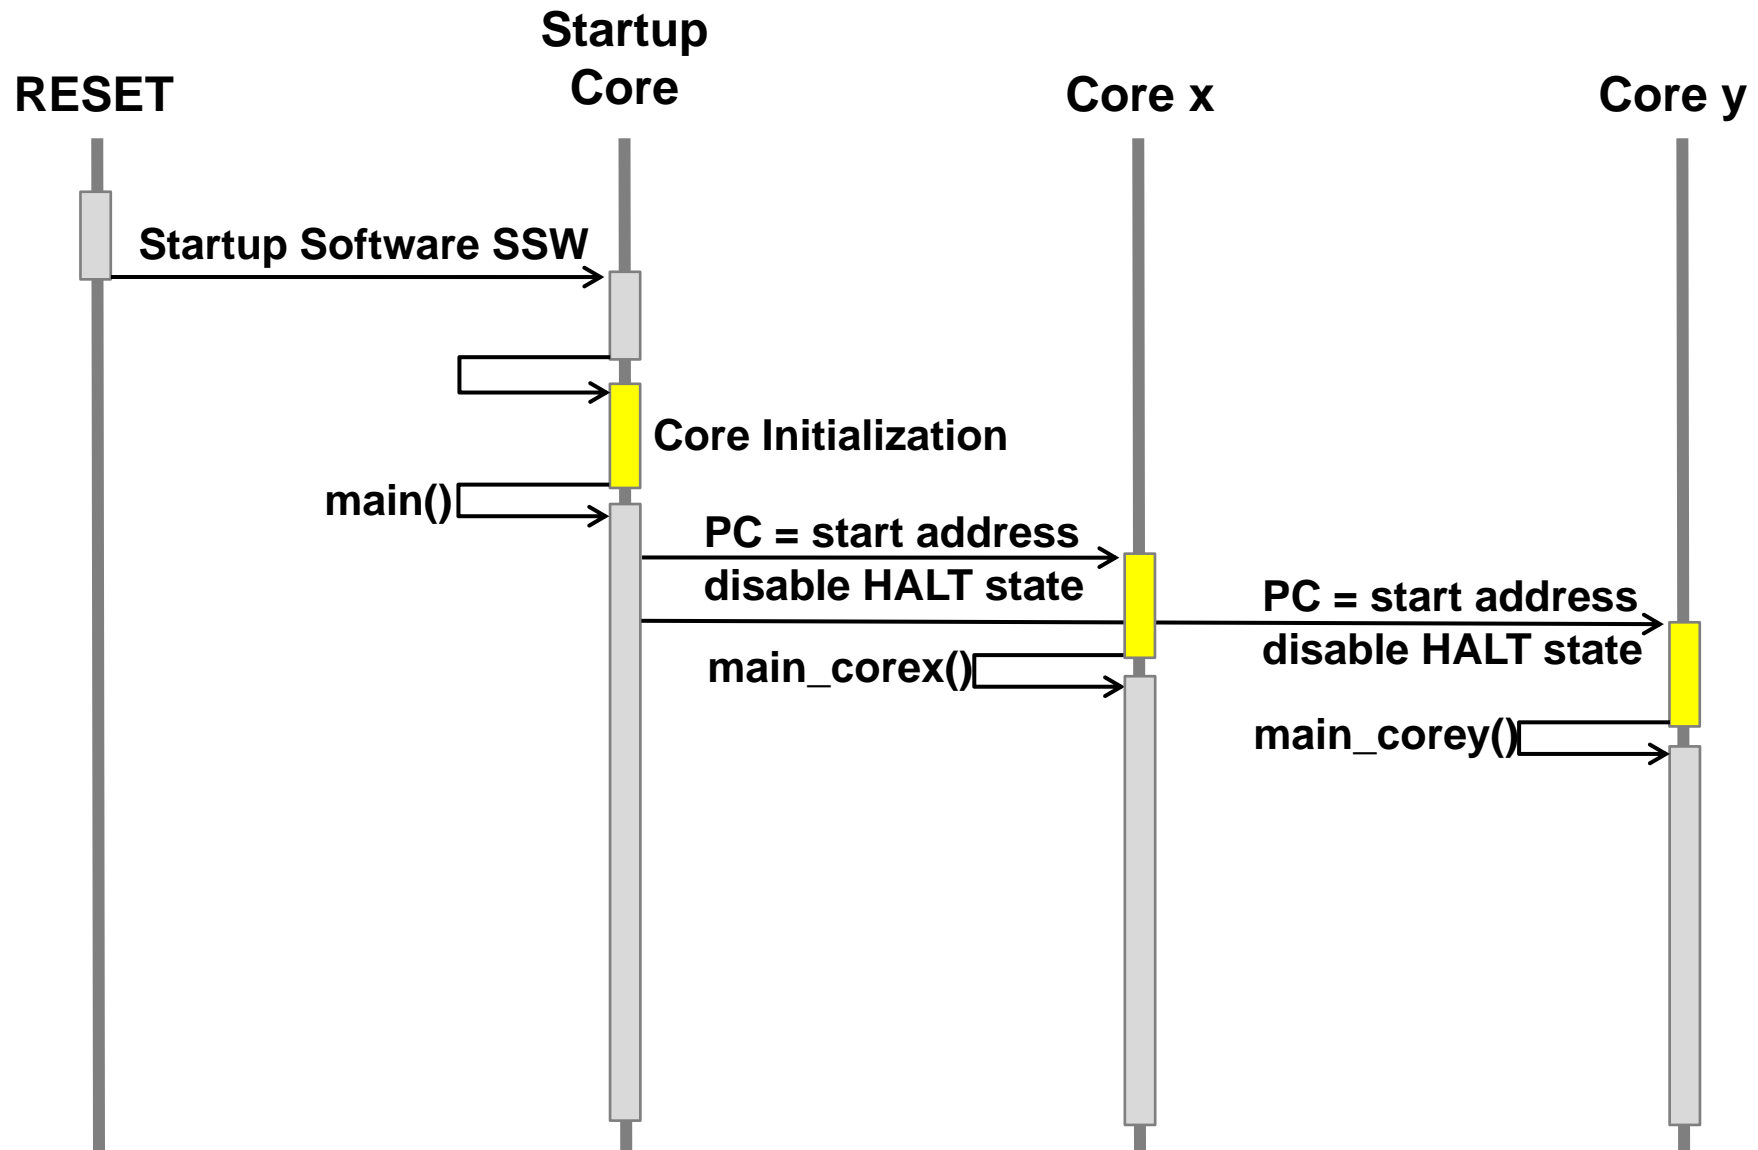 Startup
Core
RESET
Core x
Core y
Startup Software SSW
Core Initialization
main()
PC = start address
disable HALT state
PC = start address
disable HALT state
main_corex()
main_corey()